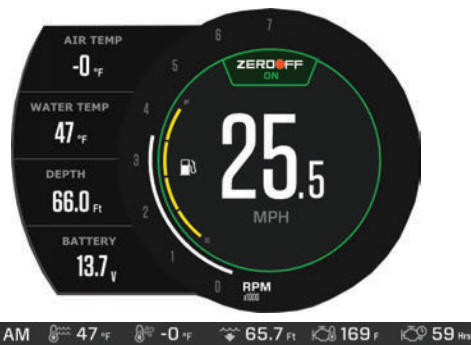 AIR TEMP
-0 °F
WATER TEMP
47 °F
DEPTH
66.0 Ft
BATTERY
13.7 V
7
6
5
4
3
2
1
0
ZEROOFF
ON
F
E
25.5
MPH
RPM
x1000
AM 47 °F -0 °F 65.7 Ft 169 F 59 Hrs